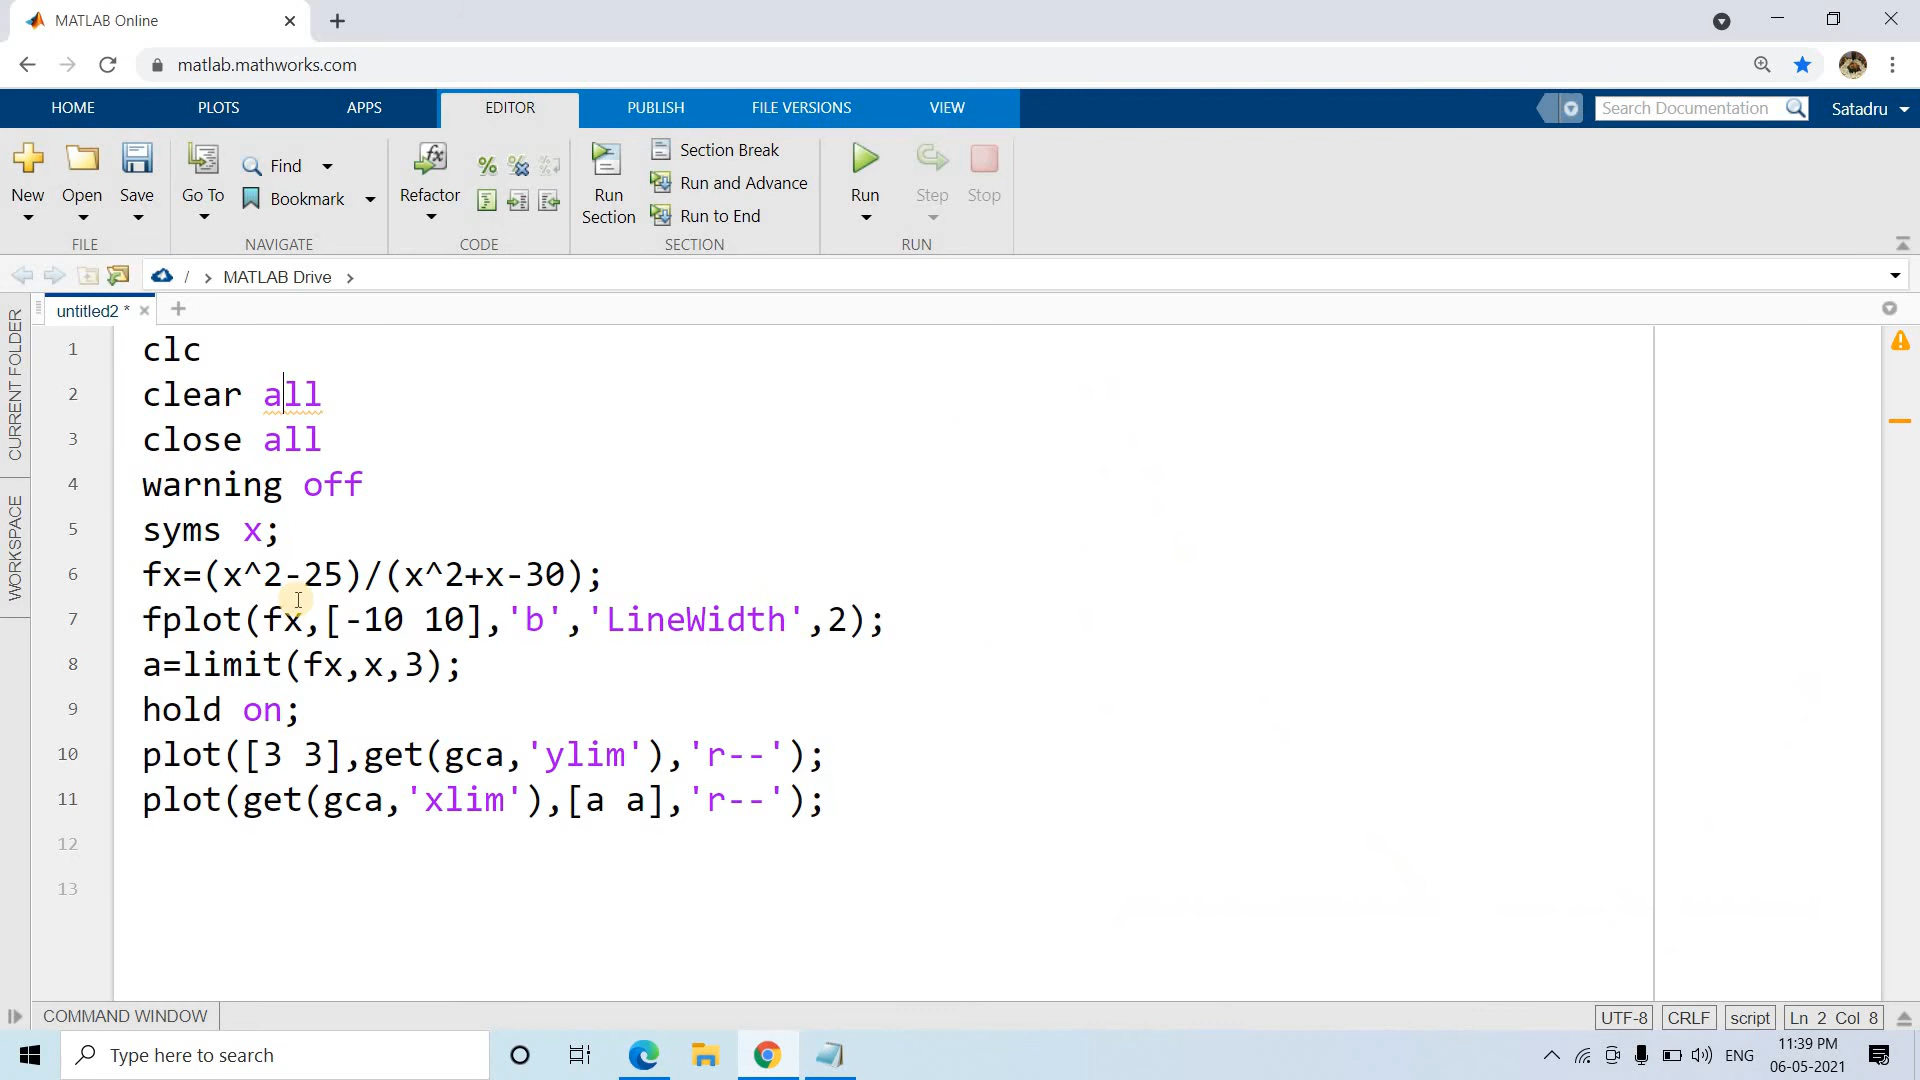 MATLAB Online
matlab.mathworks.com
HOME
PLOTS
APPS
EDITOR
PUBLISH
FILE VERSIONS
VIEW
Search Documentation
Satadru
New
Open
Save
Go To
Find
Bookmark
Refactor
Run Section
Section Break
Run and Advance
Run to End
Run
Step
Stop
FILE
NAVIGATE
CODE
SECTION
RUN
/ > MATLAB Drive >
CURRENT FOLDER
WORKSPACE
untitled2 *
1 clc
2 clear all
3 close all
4 warning off
5 syms x;
6 fx=(x^2-25)/(x^2+x-30);
7 fplot(fx,[-10 10],'b','LineWidth',2);
8 a=limit(fx,x,3);
9 hold on;
10 plot([3 3],get(gca,'ylim'),'r--');
11 plot(get(gca,'xlim'),[a a],'r--');
12
13
COMMAND WINDOW
UTF-8
CRLF
script
Ln 2 Col 8
Type here to search
ENG
11:39 PM
06-05-2021